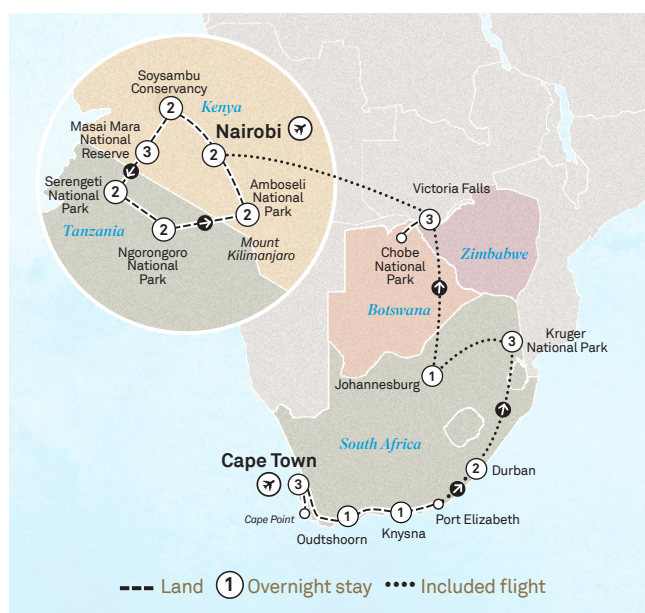 Soysambu
Conservancy
2
Kenya
Nairobi
Masai Mara
National
Reserve
3
2
Serengeti
National
Park
2
Amboseli
National
Park
2
Tanzania
2
Ngorongoro
National
Park
Mount
Kilimanjaro
Victoria Falls
3
Chobe
National
Park
Zimbabwe
Botswana
Kruger
National Park
3
Johannesburg
1
South Africa
Cape Town
3
Durban
2
Cape Point
Port Elizabeth
1
1
Oudtshoorn
Knysna
Land 1 Overnight stay Included flight